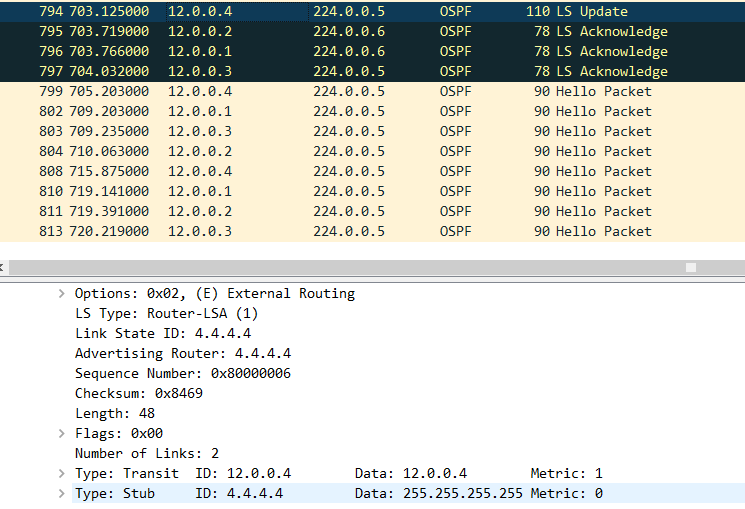 794 703.125000 12.0.0.4 224.0.0.5 OSPF 110 LS Update
795 703.719000 12.0.0.2 224.0.0.6 OSPF 78 LS Acknowledge
796 703.766000 12.0.0.1 224.0.0.6 OSPF 78 LS Acknowledge
797 704.032000 12.0.0.3 224.0.0.5 OSPF 78 LS Acknowledge
799 705.203000 12.0.0.4 224.0.0.5 OSPF 90 Hello Packet
802 709.203000 12.0.0.1 224.0.0.5 OSPF 90 Hello Packet
803 709.235000 12.0.0.3 224.0.0.5 OSPF 90 Hello Packet
804 710.063000 12.0.0.2 224.0.0.5 OSPF 90 Hello Packet
808 715.875000 12.0.0.4 224.0.0.5 OSPF 90 Hello Packet
810 719.141000 12.0.0.1 224.0.0.5 OSPF 90 Hello Packet
811 719.391000 12.0.0.2 224.0.0.5 OSPF 90 Hello Packet
813 720.219000 12.0.0.3 224.0.0.5 OSPF 90 Hello Packet
Options: 0x02, (E) External Routing
LS Type: Router-LSA (1)
Link State ID: 4.4.4.4
Advertising Router: 4.4.4.4
Sequence Number: 0x80000006
Checksum: 0x8469
Length: 48
Flags: 0x00
Number of Links: 2
Type: Transit ID: 12.0.0.4 Data: 12.0.0.4 Metric: 1
Type: Stub ID: 4.4.4.4 Data: 255.255.255.255 Metric: 0